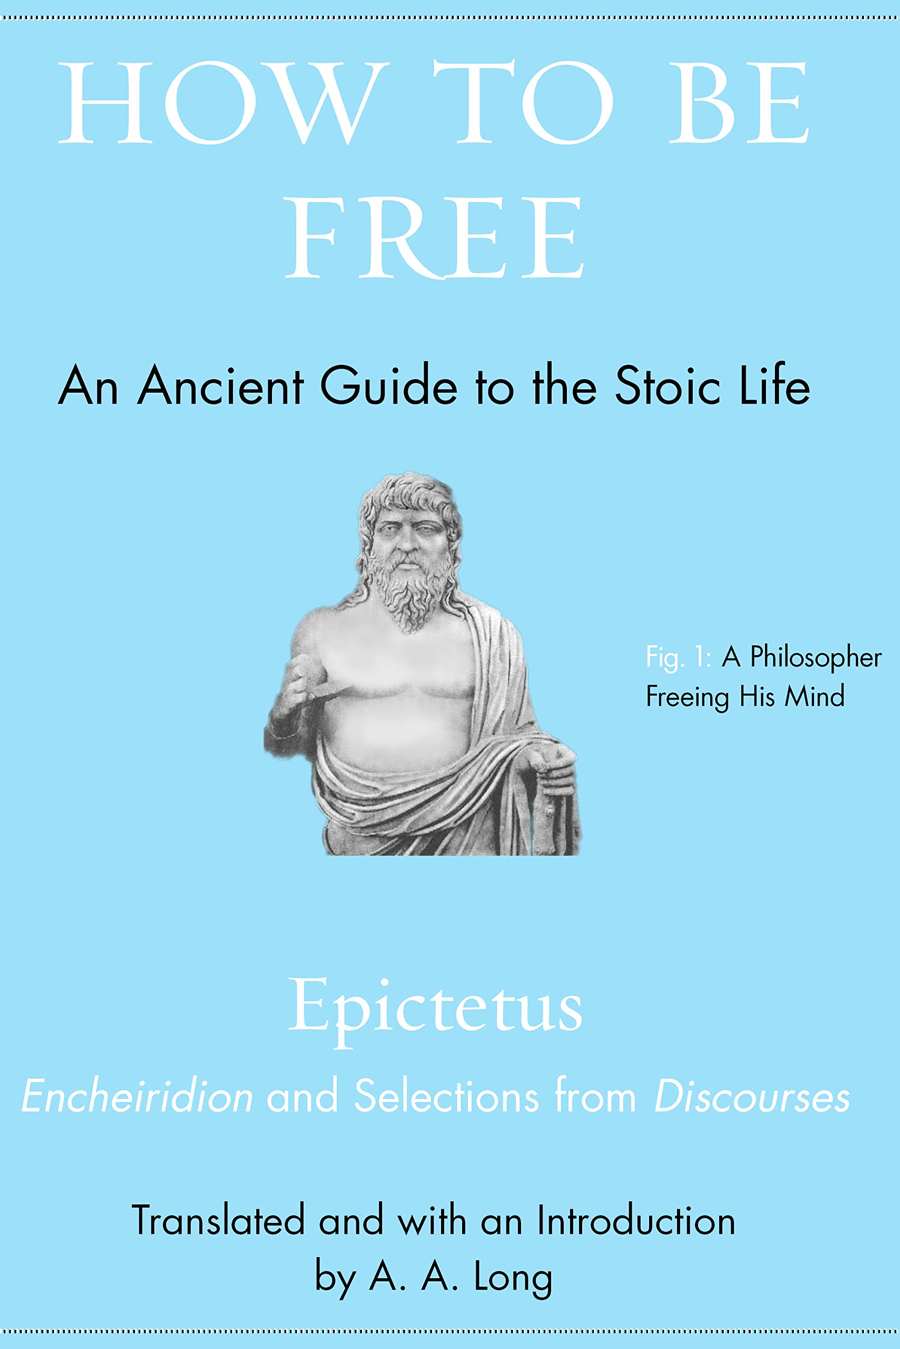 HOW TO BE
FREE
An Ancient Guide to the Stoic Life
Fig. 1: A Philosopher
Freeing His Mind
Epictetus
Encheiridion and Selections from Discourses
Translated and with an Introduction
by A. A. Long